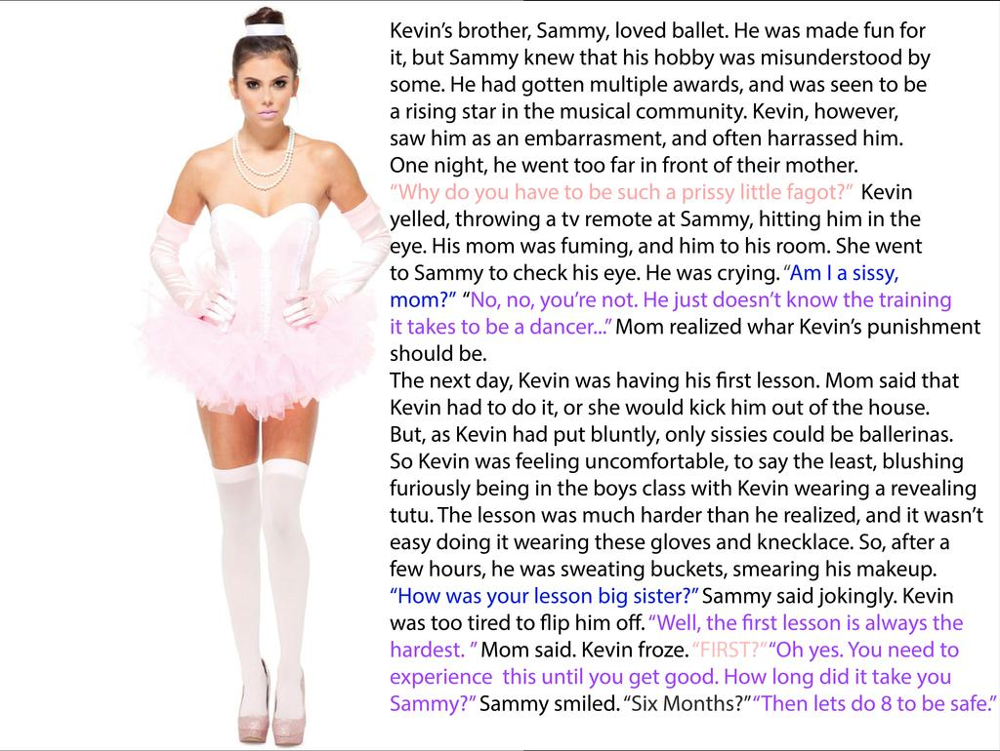 Kevin’s brother, Sammy, loved ballet. He was made fun for
it, but Sammy knew that his hobby was misunderstood by
some. He had gotten multiple awards, and was seen to be
a rising star in the musical community. Kevin, however,
saw him as an embarrasment, and often harrassed him.
One night, he went too far in front of their mother.
“Why do you have to be such a prissy little fagot?” Kevin
yelled, throwing a tv remote at Sammy, hitting him in the
eye. His mom was fuming, and him to his room. She went
to Sammy to check his eye. He was crying. “Am I a sissy,
mom?” “No, no, you’re not. He just doesn’t know the training
it takes to be a dancer...” Mom realized whar Kevin’s punishment
should be.
The next day, Kevin was having his first lesson. Mom said that
Kevin had to do it, or she would kick him out of the house.
But, as Kevin had put bluntly, only sissies could be ballerinas.
So Kevin was feeling uncomfortable, to say the least, blushing
furiously being in the boys class with Kevin wearing a revealing
tutu. The lesson was much harder than he realized, and it wasn’t
easy doing it wearing these gloves and knecklace. So, after a
few hours, he was sweating buckets, smearing his makeup.
“How was your lesson big sister?” Sammy said jokingly. Kevin
was too tired to flip him off. “Well, the first lesson is always the
hardest. ” Mom said. Kevin froze. “FIRST?” “Oh yes. You need to
experience  this until you get good. How long did it take you
Sammy?” Sammy smiled. “Six Months?” “Then lets do 8 to be safe.”